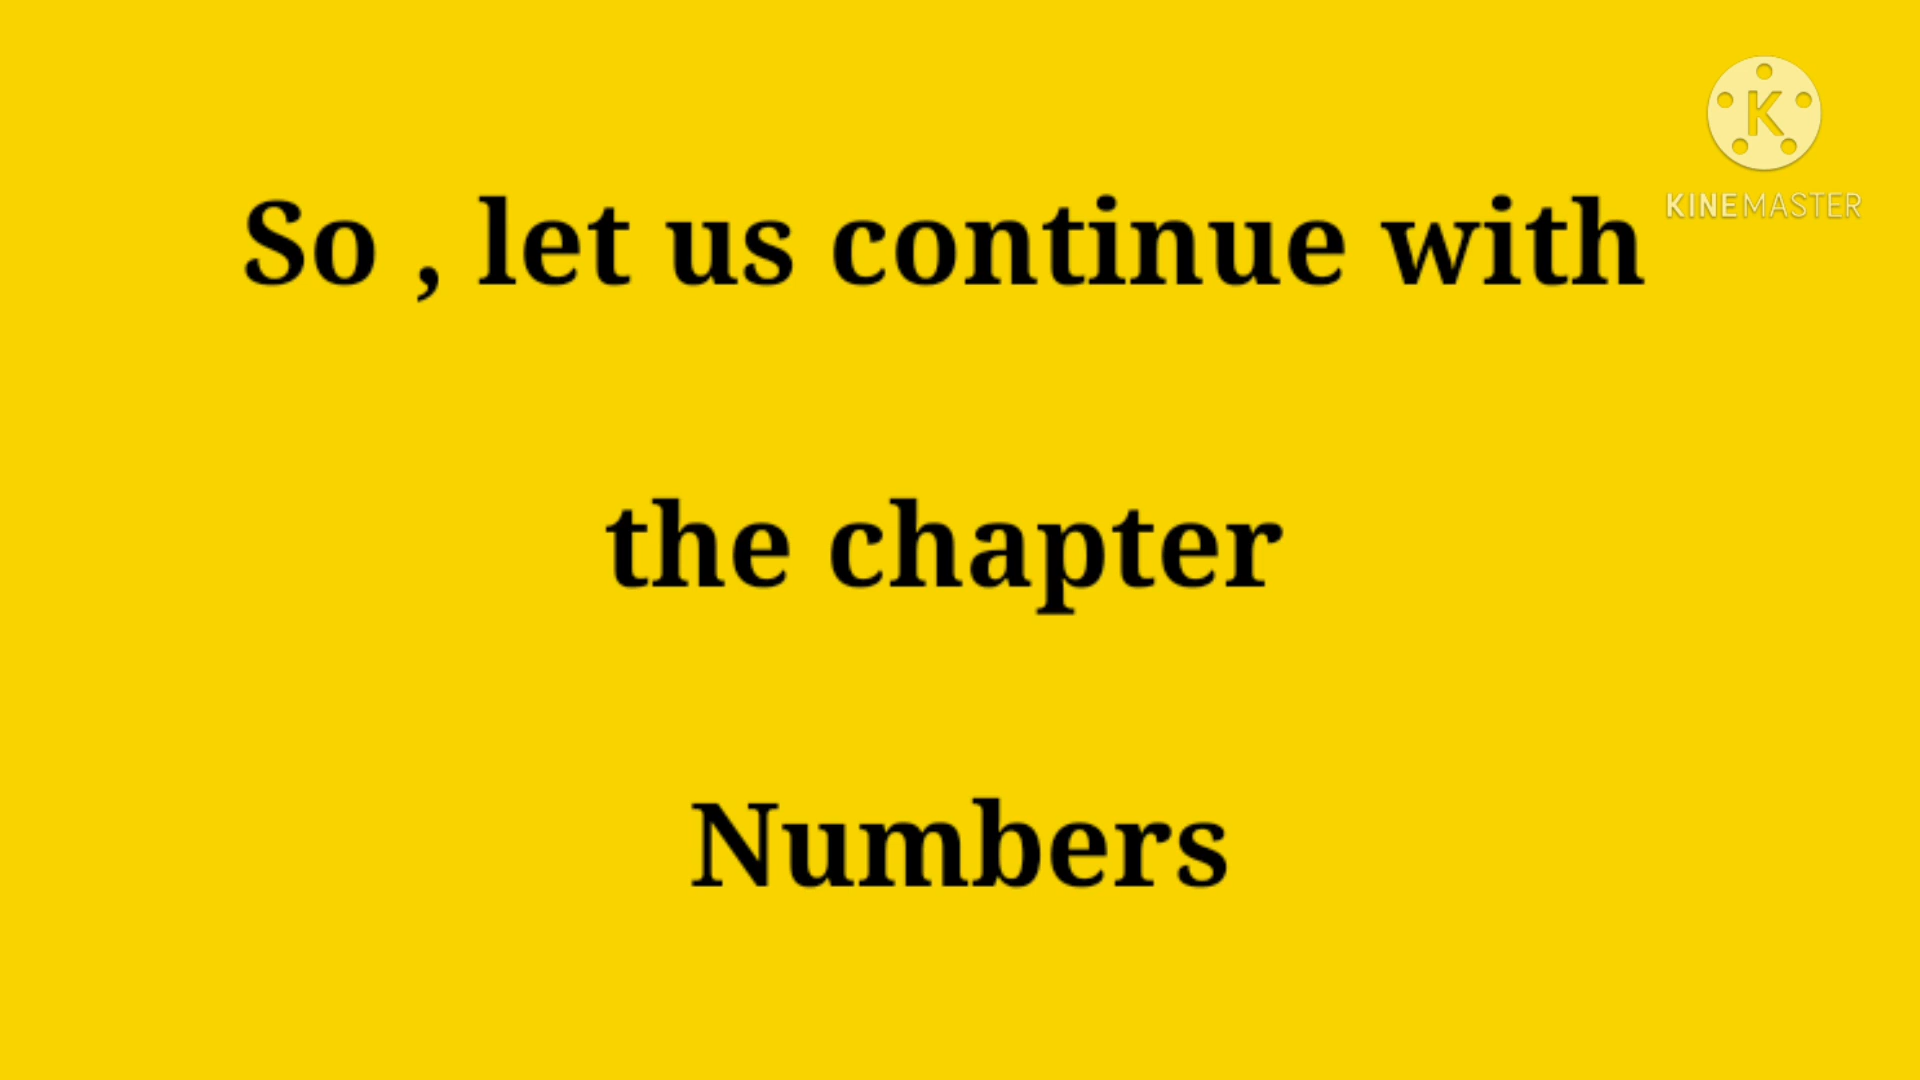 K
KINEMASTER
So , let us continue with
the chapter
Numbers